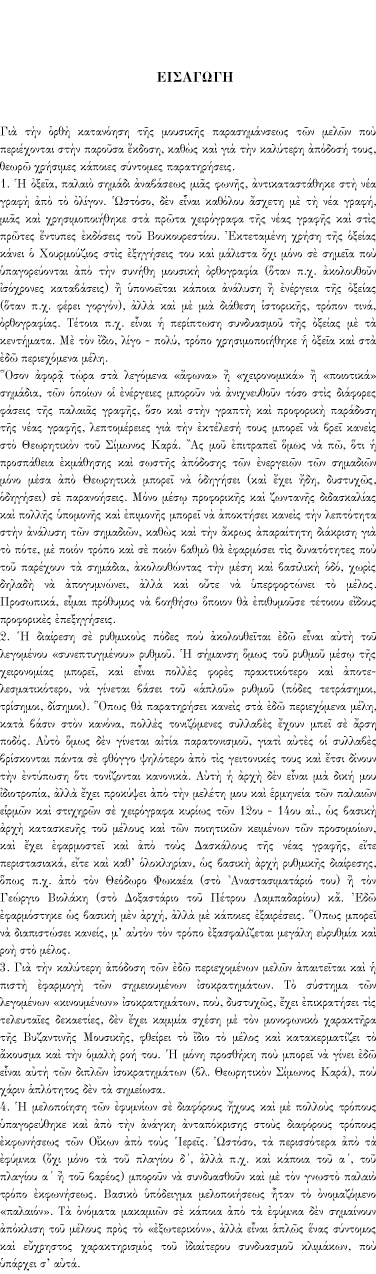 ΕΙΣΑΓΩΓΗ
Γιὰ τὴν ὀρθὴ κατανόηση τῆς μουσικῆς παρασημάνσεως τῶν μελῶν ποὺ
περιέχονται στὴν παροῦσα ἔκδοση, καθὼς καὶ γιὰ τὴν καλύτερη ἀπόδοσή τους,
θεωρῶ χρήσιμες κάποιες σύντομες παρατηρήσεις.
1. Ἡ ὀξεῖα, παλαιὸ σημάδι ἀναβάσεως μιᾶς φωνῆς, ἀντικαταστάθηκε στὴ νέα
γραφὴ ἀπὸ τὸ ὀλίγον. Ὡστόσο, δὲν εἶναι καθόλου ἄσχετη μὲ τὴ νέα γραφή,
μιᾶς καὶ χρησιμοποιήθηκε στὰ πρῶτα χειρόγραφα τῆς νέας γραφῆς καὶ στὶς
πρῶτες ἔντυπες ἐκδόσεις τοῦ Βουκουρεστίου. Ἐκτεταμένη χρήση τῆς ὀξείας
κάνει ὁ Χουρμούζιος στὶς ἐξηγήσεις του καὶ μάλιστα ὄχι μόνο σὲ σημεῖα ποὺ
ὑπαγορεύονται ἀπὸ τὴν συνήθη μουσικὴ ὀρθογραφία (ὅταν π.χ. ἀκολουθοῦν
ἰσόχρονες καταβάσεις) ἢ ὑπονοεῖται κάποια ἀνάλυση ἢ ἐνέργεια τῆς ὀξείας
(ὅταν π.χ. φέρει γοργόν), ἀλλὰ καὶ μὲ μιὰ διάθεση ἱστορικῆς, τρόπον τινά,
ὀρθογραφίας. Τέτοια π.χ. εἶναι ἡ περίπτωση συνδυασμοῦ τῆς ὀξείας μὲ τὰ
κεντήματα. Μὲ τὸν ἴδιο, λίγο - πολύ, τρόπο χρησιμοποιήθηκε ἡ ὀξεῖα καὶ στὰ
ἐδῶ περιεχόμενα μέλη.
Ὅσον ἀφορᾷ τώρα στὰ λεγόμενα «ἄφωνα» ἢ «χειρονομικὰ» ἢ «ποιοτικὰ»
σημάδια, τῶν ὁποίων οἱ ἐνέργειες μποροῦν νὰ ἀνιχνευθοῦν τόσο στὶς διάφορες
φάσεις τῆς παλαιᾶς γραφῆς, ὅσο καὶ στὴν γραπτὴ καὶ προφορικὴ παράδοση
τῆς νέας γραφῆς, λεπτομέρειες γιὰ τὴν ἐκτέλεσή τους μπορεῖ νὰ βρεῖ κανεὶς
στὸ Θεωρητικὸν τοῦ Σίμωνος Καρά. Ἂς μοῦ ἐπιτραπεῖ ὅμως νὰ πῶ, ὅτι ἡ
προσπάθεια ἐκμάθησης καὶ σωστῆς ἀπόδοσης τῶν ἐνεργειῶν τῶν σημαδιῶν
μόνο μέσα ἀπὸ Θεωρητικὰ μπορεῖ νὰ ὁδηγήσει (καὶ ἔχει ἤδη, δυστυχῶς,
ὁδηγήσει) σὲ παρανοήσεις. Μόνο μέσῳ προφορικῆς καὶ ζωντανῆς διδασκαλίας
καὶ πολλῆς ὑπομονῆς καὶ ἐπιμονῆς μπορεῖ νὰ ἀποκτήσει κανεὶς τὴν λεπτότητα
στὴν ἀνάλυση τῶν σημαδιῶν, καθὼς καὶ τὴν ἄκρως ἀπαραίτητη διάκριση γιὰ
τὸ πότε, μὲ ποιόν τρόπο καὶ σὲ ποιόν βαθμὸ θὰ ἐφαρμόσει τὶς δυνατότητες ποὺ
τοῦ παρέχουν τὰ σημάδια, ἀκολουθώντας τὴν μέση καὶ βασιλικὴ ὁδό, χωρὶς
δηλαδὴ νὰ ἀπογυμνώνει, ἀλλὰ καὶ οὔτε νὰ ὑπερφορτώνει τὸ μέλος.
Προσωπικά, εἶμαι πρόθυμος νὰ βοηθήσω ὅποιον θὰ ἐπιθυμοῦσε τέτοιου εἴδους
προφορικὲς ἐπεξηγήσεις.
2. Ἡ διαίρεση σὲ ρυθμικοὺς πόδες ποὺ ἀκολουθεῖται ἐδῶ εἶναι αὐτὴ τοῦ
λεγομένου «συνεπτυγμένου» ρυθμοῦ. Ἡ σήμανση ὅμως τοῦ ρυθμοῦ μέσῳ τῆς
χειρονομίας μπορεῖ, καὶ εἶναι πολλὲς φορὲς πρακτικότερο καὶ ἀποτε-
λεσματικότερο, νὰ γίνεται βάσει τοῦ «ἁπλοῦ» ρυθμοῦ (πόδες τετράσημοι,
τρίσημοι, δίσημοι). Ὅπως θὰ παρατηρήσει κανεὶς στὰ ἐδῶ περιεχόμενα μέλη,
κατὰ βάσιν στὸν κανόνα, πολλὲς τονιζόμενες συλλαβὲς ἔχουν μπεῖ σὲ ἄρση
ποδός. Αὐτὸ ὅμως δὲν γίνεται αἰτία παρατονισμοῦ, γιατὶ αὐτὲς οἱ συλλαβὲς
βρίσκονται πάντα σὲ φθόγγο ψηλότερο ἀπὸ τὶς γειτονικές τους καὶ ἔτσι δίνουν
τὴν ἐντύπωση ὅτι τονίζονται κανονικά. Αὐτὴ ἡ ἀρχὴ δὲν εἶναι μιὰ δική μου
ἰδιοτροπία, ἀλλὰ ἔχει προκύψει ἀπὸ τὴν μελέτη μου καὶ ἑρμηνεία τῶν παλαιῶν
εἱρμῶν καὶ στιχηρῶν σὲ χειρόγραφα κυρίως τῶν 12ου - 14ου αἰ., ὡς βασικὴ
ἀρχὴ κατασκευῆς τοῦ μέλους καὶ τῶν ποιητικῶν κειμένων τῶν προσομοίων,
καὶ ἔχει ἐφαρμοστεῖ καὶ ἀπὸ τοὺς Δασκάλους τῆς νέας γραφῆς, εἴτε
περιστασιακά, εἴτε καὶ καθ' ὁλοκληρίαν, ὡς βασικὴ ἀρχὴ ρυθμικῆς διαίρεσης,
ὅπως π.χ. ἀπὸ τὸν Θεόδωρο Φωκαέα (στὸ Ἀναστασιματάριό του) ἢ τὸν
Γεώργιο Βιολάκη (στὸ Δοξαστάριο τοῦ Πέτρου Λαμπαδαρίου) κἄ. Ἐδῶ
ἐφαρμόστηκε ὡς βασικὴ μὲν ἀρχή, ἀλλὰ μὲ κάποιες ἐξαιρέσεις. Ὅπως μπορεῖ
νὰ διαπιστώσει κανείς, μ' αὐτὸν τὸν τρόπο ἐξασφαλίζεται μεγάλη εὐρυθμία καὶ
ροὴ στὸ μέλος.
3. Γιὰ τὴν καλύτερη ἀπόδοση τῶν ἐδῶ περιεχομένων μελῶν ἀπαιτεῖται καὶ ἡ
πιστὴ ἐφαρμογὴ τῶν σημειουμένων ἰσοκρατημάτων. Τὸ σύστημα τῶν
λεγομένων «κινουμένων» ἰσοκρατημάτων, ποὺ, δυστυχῶς, ἔχει ἐπικρατήσει τὶς
τελευταῖες δεκαετίες, δὲν ἔχει καμμία σχέση μὲ τὸν μονοφωνικὸ χαρακτῆρα
τῆς Βυζαντινῆς Μουσικῆς, φθείρει τὸ ἴδιο τὸ μέλος καὶ κατακερματίζει τὸ
ἄκουσμα καὶ τὴν ὁμαλὴ ροή του. Ἡ μόνη προσθήκη ποὺ μπορεῖ νὰ γίνει ἐδῶ
εἶναι αὐτὴ τῶν διπλῶν ἰσοκρατημάτων (βλ. Θεωρητικὸν Σίμωνος Καρά), ποὺ
χάριν ἁπλότητος δὲν τὰ σημείωσα.
4. Ἡ μελοποίηση τῶν ἐφυμνίων σὲ διαφόρους ἤχους καὶ μὲ πολλοὺς τρόπους
ὑπαγορεύθηκε καὶ ἀπὸ τὴν ἀνάγκη ἀνταπόκρισης στοὺς διαφόρους τρόπους
ἐκφωνήσεως τῶν Οἴκων ἀπὸ τοὺς Ἱερεῖς. Ὡστόσο, τὰ περισσότερα ἀπὸ τὰ
ἐφύμνια (ὄχι μόνο τὰ τοῦ πλαγίου δ΄, ἀλλὰ π.χ. καὶ κάποια τοῦ α΄, τοῦ
πλαγίου α΄ ἢ τοῦ βαρέος) μποροῦν νὰ συνδυασθοῦν καὶ μὲ τὸν γνωστὸ παλαιὸ
τρόπο ἐκφωνήσεως. Βασικὸ ὑπόδειγμα μελοποιήσεως ἦταν τὸ ὀνομαζόμενο
«παλαιόν». Τὰ ὀνόματα μακαμιῶν σὲ κάποια ἀπὸ τὰ ἐφύμνια δὲν σημαίνουν
ἀπόκλιση τοῦ μέλους πρὸς τὸ «ἐξωτερικόν», ἀλλὰ εἶναι ἁπλῶς ἕνας σύντομος
καὶ εὔχρηστος χαρακτηρισμὸς τοῦ ἰδιαίτερου συνδυασμοῦ κλιμάκων, ποὺ
ὑπάρχει σ' αὐτά.